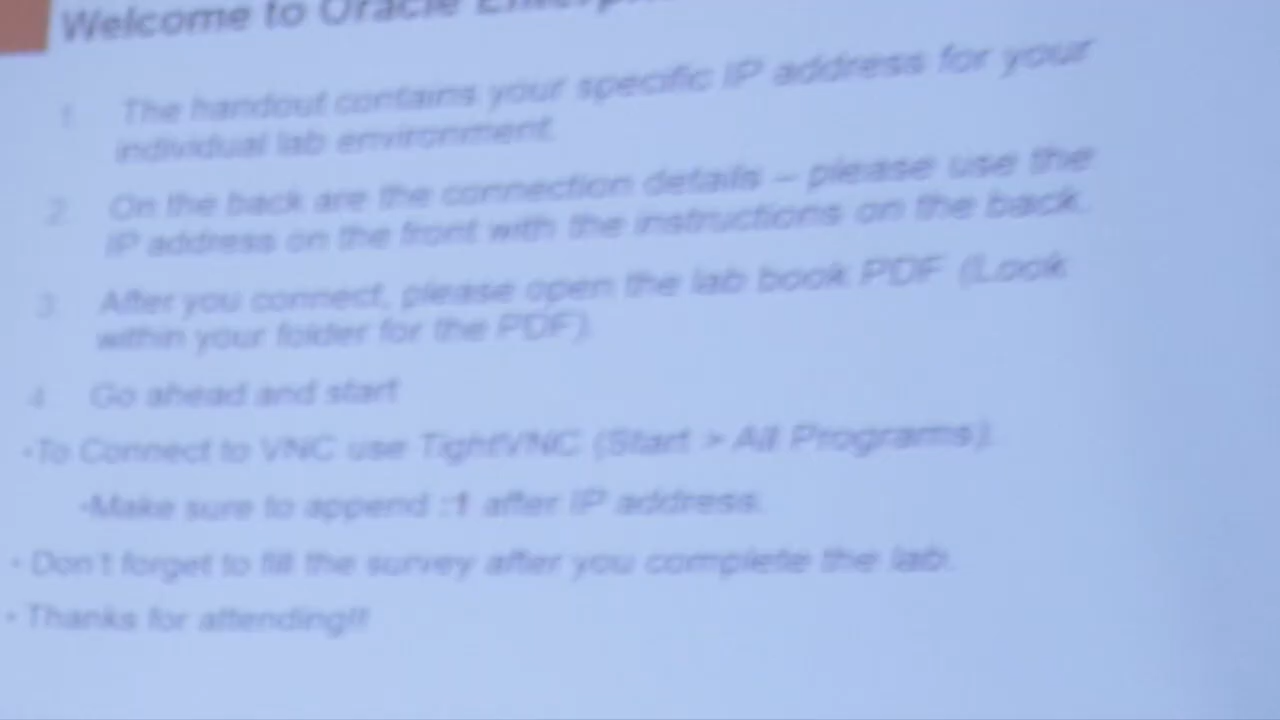 Welcome to Oracle
1. The handout contains your specific IP address for your
individual lab environment.
2. On the back are the connection details – please use the
IP address on the front with the instructions on the back.
3. After you connect, please open the lab book PDF (Look
within your folder for the PDF).
4. Go ahead and start
•To Connect to VNC use TightVNC (Start > All Programs).
•Make sure to append :1 after IP address.
• Don't forget to fill the survey after you complete the lab.
• Thanks for attending!!!